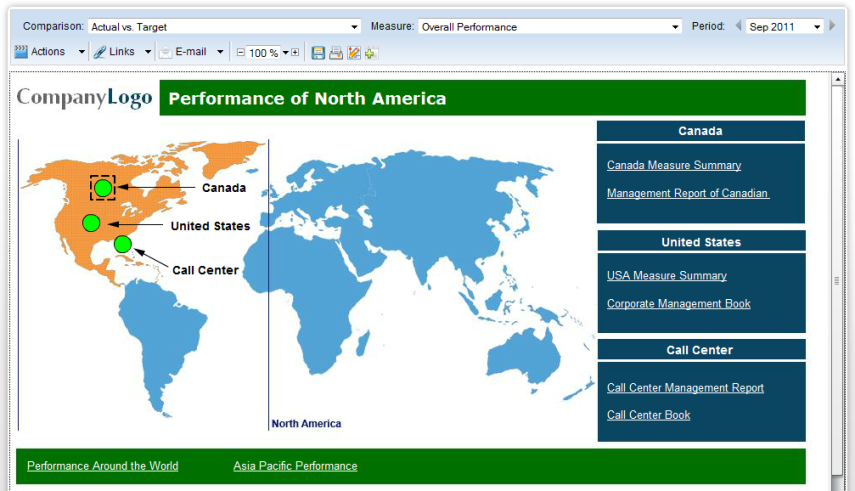 Comparison: Actual vs. Target Measure: Overall Performance Period: Sep 2011
Actions Links E-mail 100 %
CompanyLogo Performance of North America
Canada
Canada Measure Summary
Management Report of Canadian
Canada
United States
Call Center
North America
United States
USA Measure Summary
Corporate Management Book
Call Center
Call Center Management Report
Call Center Book
Performance Around the World Asia Pacific Performance